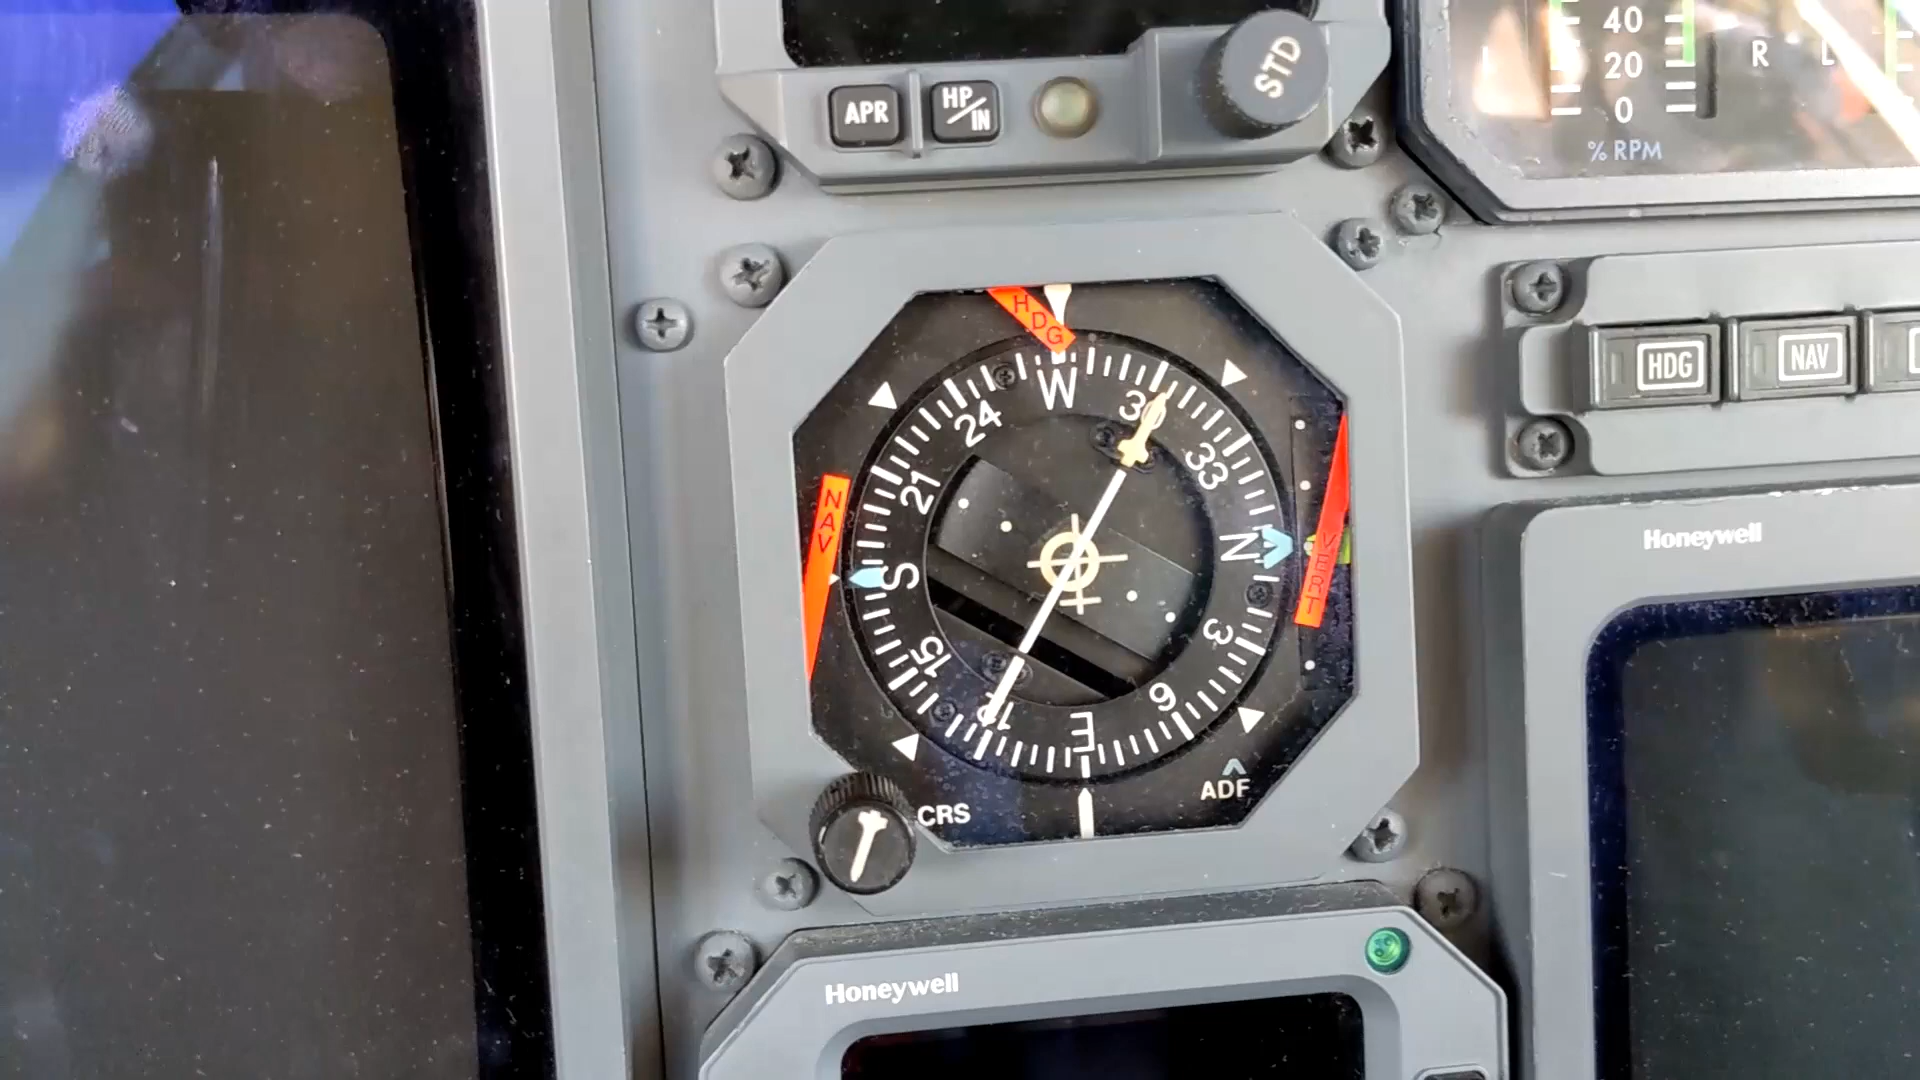 40
20
0
R
L
% RPM
APR
HP/IN
STD
HDG
W
30
33
N
3
6
E
12
15
S
21
24
NAV
VERT
CRS
ADF
HDG
NAV
Honeywell
Honeywell